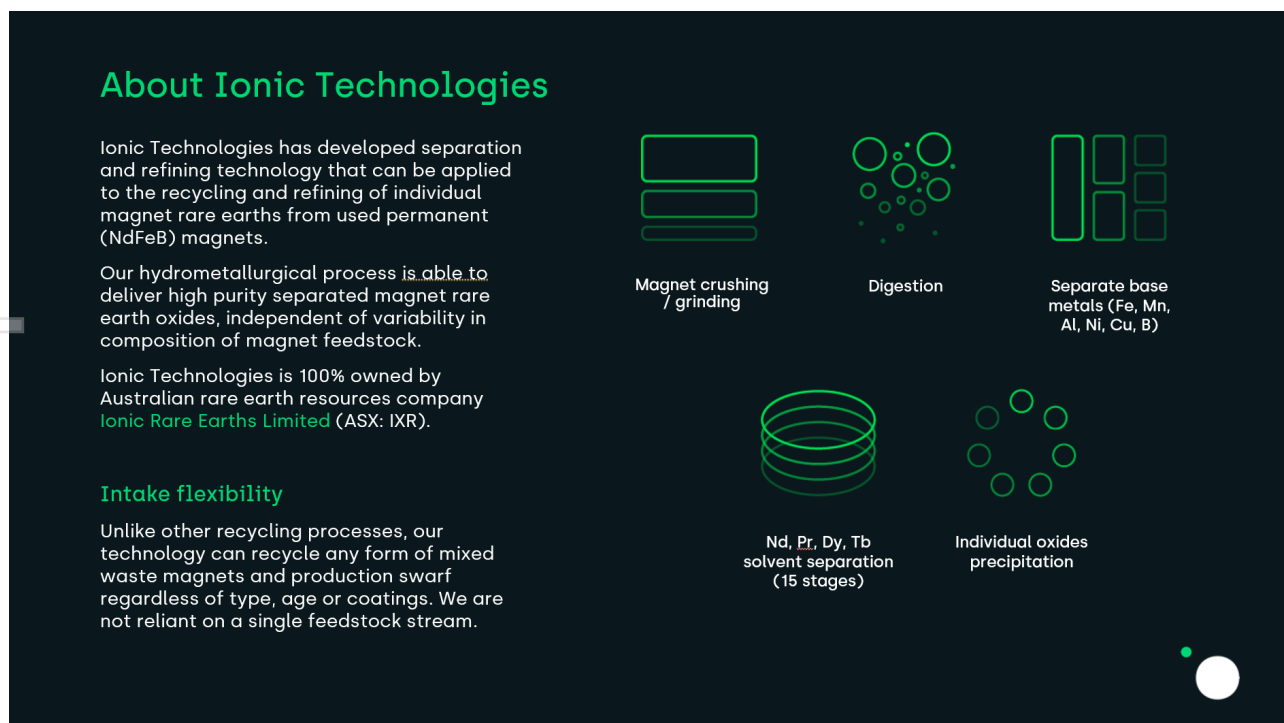 About Ionic Technologies
Ionic Technologies has developed separation
and refining technology that can be applied
to the recycling and refining of individual
magnet rare earths from used permanent
(NdFeB) magnets.
Our hydrometallurgical process is able to
deliver high purity separated magnet rare
earth oxides, independent of variability in
composition of magnet feedstock.
Ionic Technologies is 100% owned by
Australian rare earth resources company
Ionic Rare Earths Limited (ASX: IXR).
Intake flexibility
Unlike other recycling processes, our
technology can recycle any form of mixed
waste magnets and production swarf
regardless of type, age or coatings. We are
not reliant on a single feedstock stream.
Magnet crushing
/ grinding
Digestion
Separate base
metals (Fe, Mn,
Al, Ni, Cu, B)
Nd, Pr, Dy, Tb
solvent separation
(15 stages)
Individual oxides
precipitation